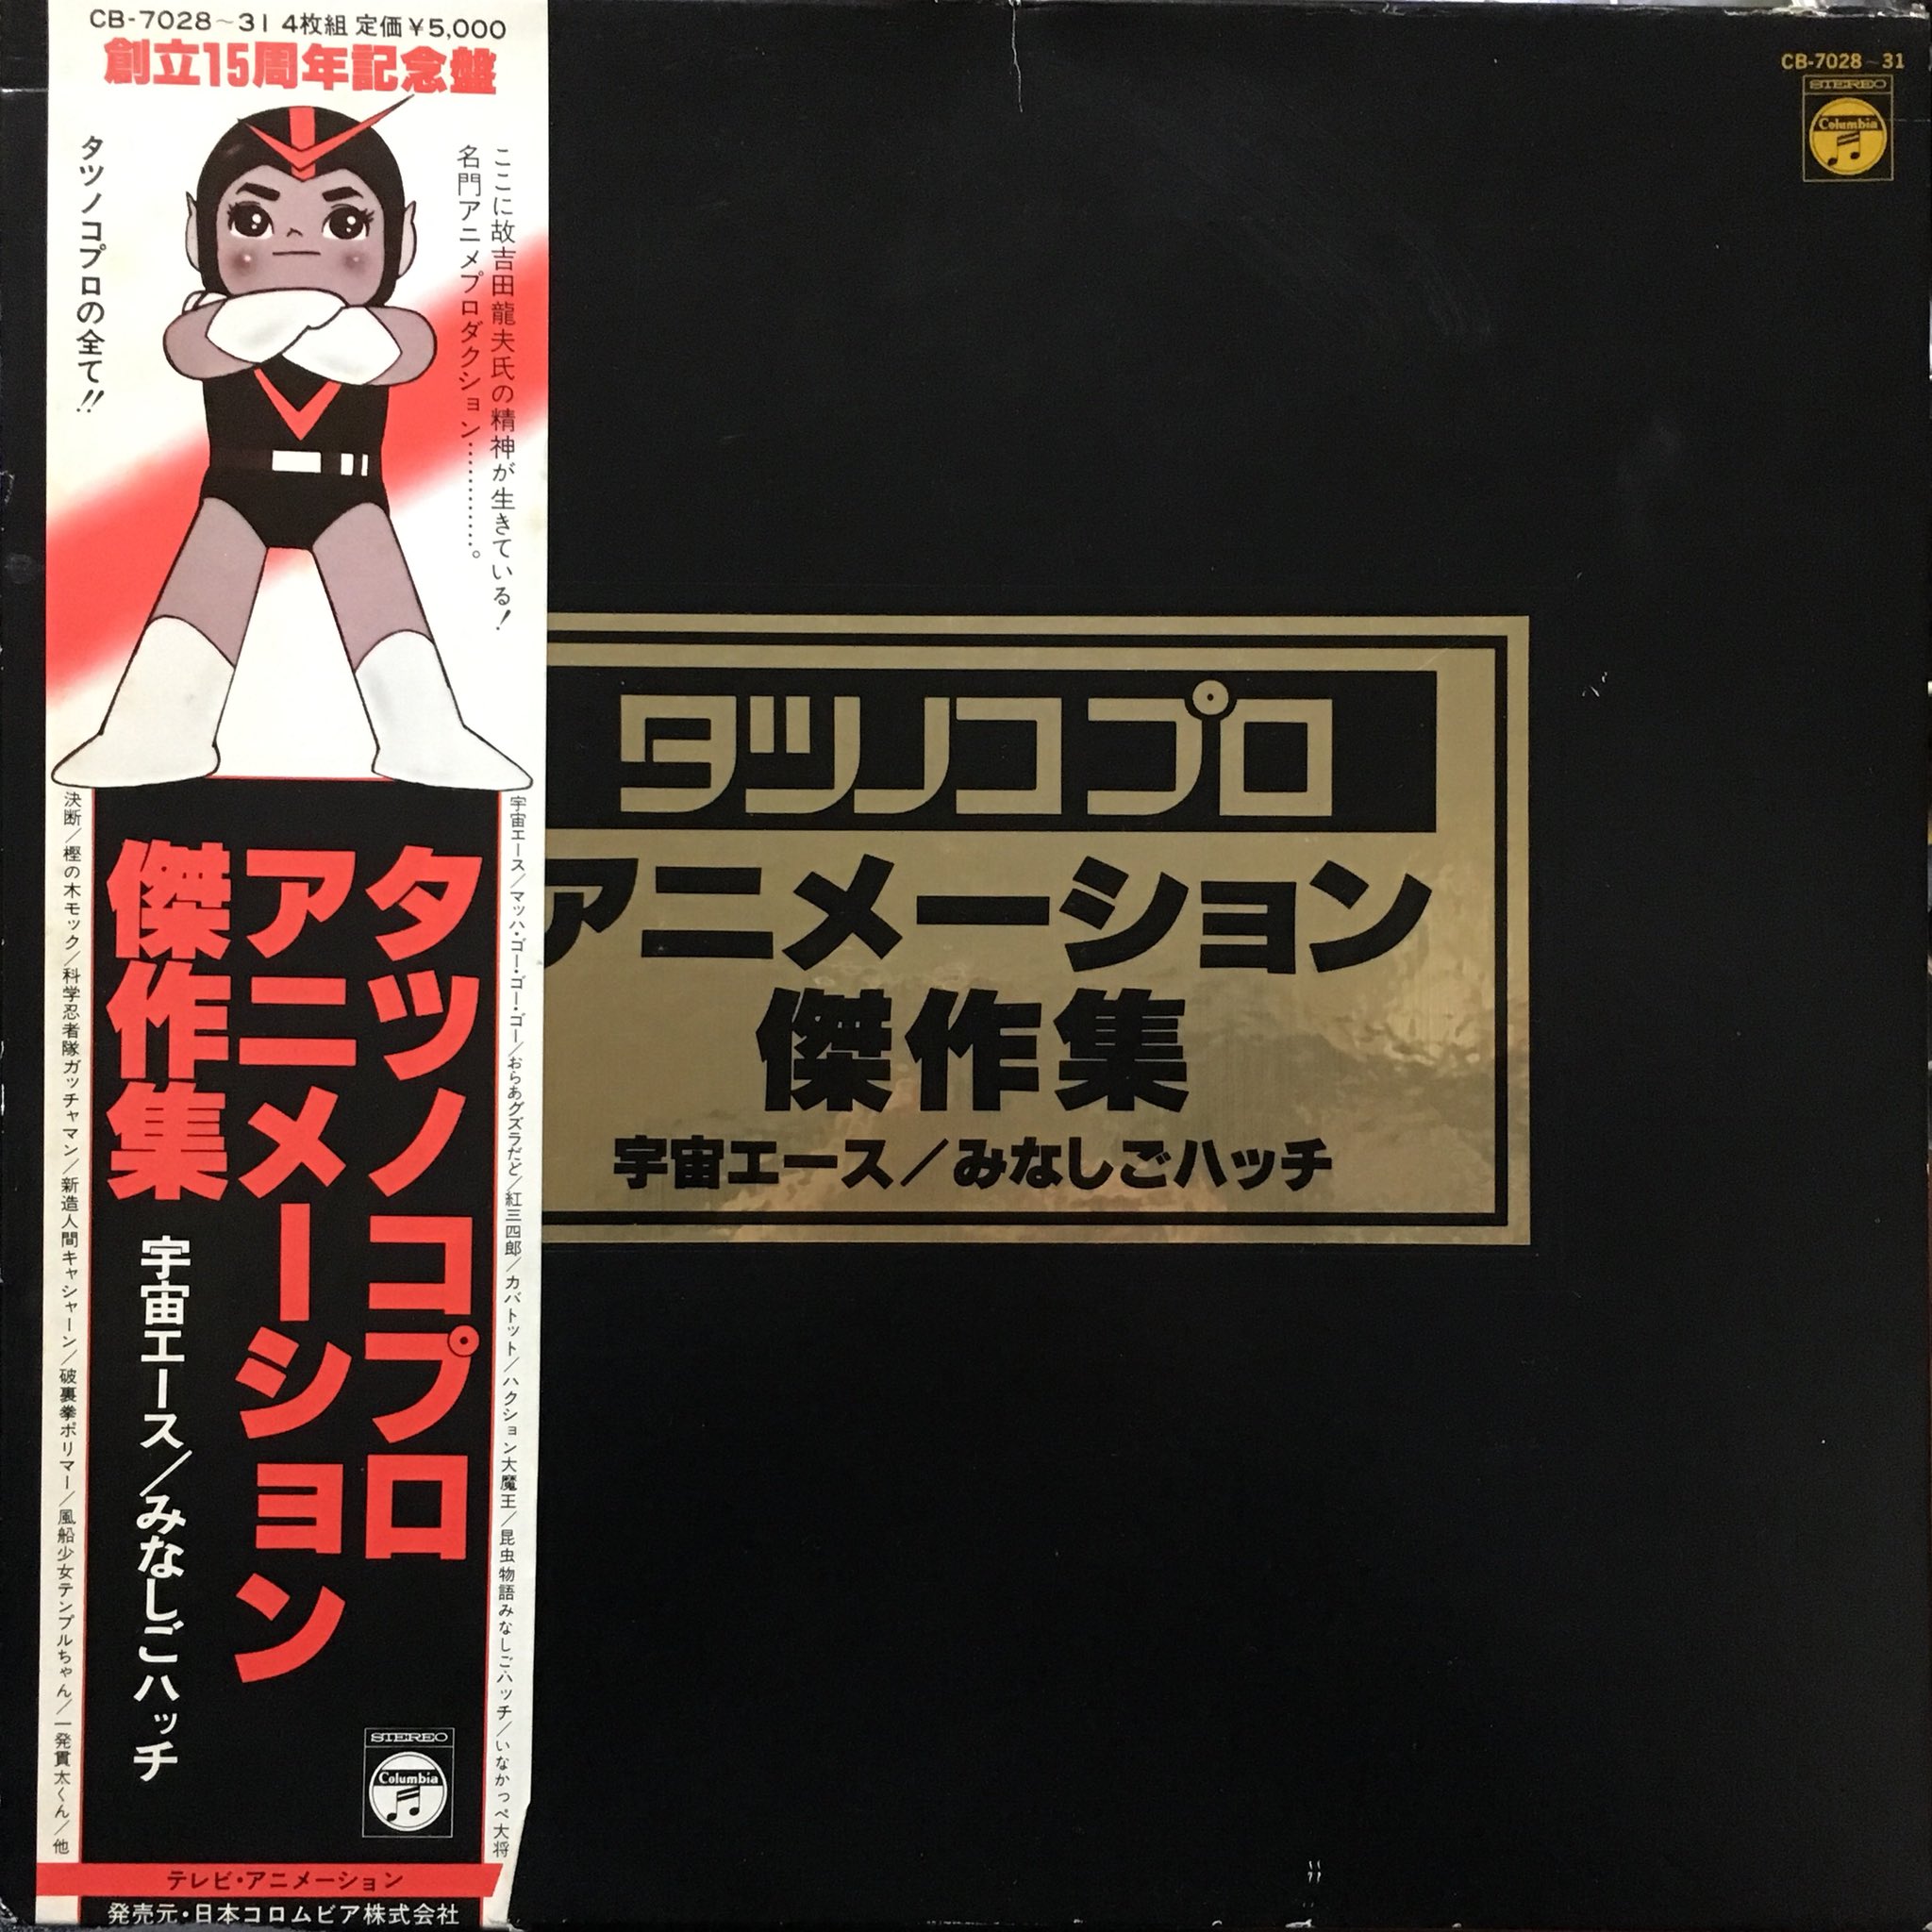 CB-7028~31 4枚組 定価¥5,000
創立15周年記念盤
ここに故吉田龍夫氏の精神が生きている!
名門アニメプロダクション…………。
タツノコプロの全て!!
宇宙エース/マッハ・ゴー・ゴー・ゴー/おらあグズラだど/紅三四郎/カバトット/ハクション大魔王/昆虫物語みなしごハッチ/いなかっぺ大将
タツノコプロ
アニメーション
傑作集
宇宙エース/みなしごハッチ
決断/樫の木モック/科学忍者隊ガッチャマン/新造人間キャシャーン/破裏拳ポリマー/風船少女テンプルちゃん/一発貫太くん/他
STEREO
Columbia
テレビ・アニメーション
発売元・日本コロムビア株式会社
CB-7028~31
STEREO
Columbia
タツノコプロ
アニメーション
傑作集
宇宙エース/みなしごハッチ